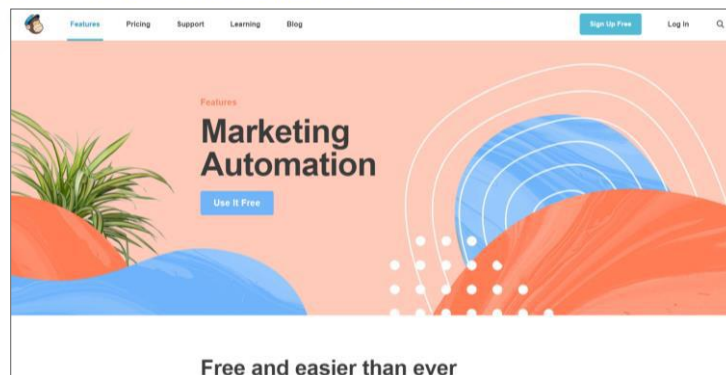 Features Pricing Support Learning Blog Sign Up Free Log In
Features
Marketing
Automation
Use It Free
Free and easier than ever